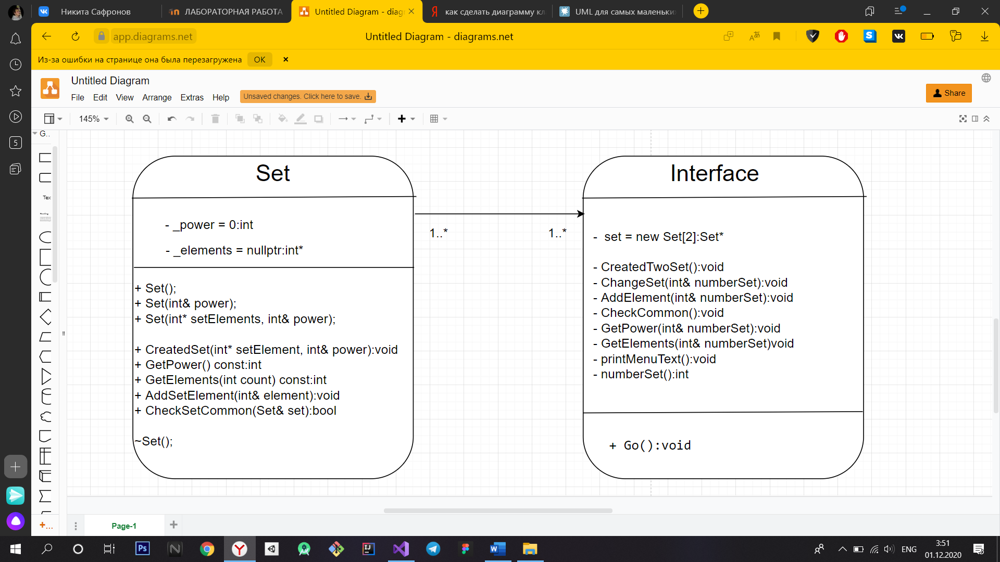 Никита Сафронов
ЛАБОРАТОРНАЯ РАБОТА
Untitled Diagram - diag
как сделать диаграмму кл
UML для самых маленьки
app.diagrams.net
Untitled Diagram - diagrams.net
Из-за ошибки на странице она была перезагружена
OK
Untitled Diagram
File Edit View Arrange Extras Help
Unsaved changes. Click here to save.
Share
145%
G..
5
Tex
Heading
Set
- _power = 0:int
- _elements = nullptr:int*
+ Set();
+ Set(int& power);
+ Set(int* setElements, int& power);
+ CreatedSet(int* setElement, int& power):void
+ GetPower() const:int
+ GetElements(int count) const:int
+ AddSetElement(int& element):void
+ CheckSetCommon(Set& set):bool
~Set();
1..*
1..*
Interface
- set = new Set[2]:Set*
- CreatedTwoSet():void
- ChangeSet(int& numberSet):void
- AddElement(int& numberSet):void
- CheckCommon():void
- GetPower(int& numberSet):void
- GetElements(int& numberSet)void
- printMenuText():void
- numberSet():int
+ Go():void
+...
Page-1
Ps
IJ
ENG
3:51
01.12.2020